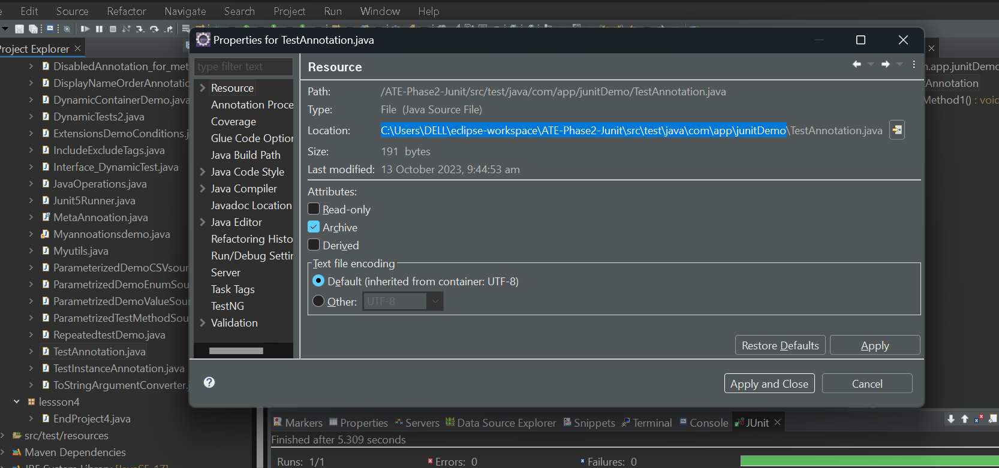 Edit Source Refactor Navigate Search Project Run Window Help
Project Explorer
DisabledAnnotation_for_met
DisplayNameOrderAnnotatio
DynamicContainerDemo.java
DynamicTests2.java
ExtensionsDemoConditions.j
IncludeExcludeTags.java
Interface_DynamicTest.java
JavaOperations.java
Junit5Runner.java
MetaAnnoation.java
Myannoationsdemo.java
Myutils.java
ParameterizedDemoCSVsour
ParametrizedDemoEnumSou
ParametrizedDemoValueSou
ParametrizedTestMethodSou
RepeatedtestDemo.java
TestAnnotation.java
TestInstanceAnnotation.java
ToStringArgumentConverter.
lessson4
EndProject4.java
src/test/resources
Maven Dependencies
JRE System Library [JavaSE-17]
Properties for TestAnnotation.java
type filter text
Resource
Annotation Proce
Coverage
Glue Code Option
Java Build Path
Java Code Style
Java Compiler
Javadoc Location
Java Editor
Refactoring Histo
Run/Debug Settin
Server
Task Tags
TestNG
Validation
Resource
Path: /ATE-Phase2-Junit/src/test/java/com/app/junitDemo/TestAnnotation.java
Type: File (Java Source File)
Location: C:\Users\DELL\eclipse-workspace\ATE-Phase2-Junit\src\test\java\com\app\junitDemo\TestAnnotation.java
Size: 191 bytes
Last modified: 13 October 2023, 9:44:53 am
Attributes:
Read-only
Archive
Derived
Text file encoding
Default (inherited from container: UTF-8)
Other: UTF-8
Restore Defaults Apply
Apply and Close Cancel
.app.junitDemo
Annotation
Method1() : void
Markers Properties Servers Data Source Explorer Snippets Terminal Console JUnit
Finished after 5.309 seconds
Runs: 1/1 Errors: 0 Failures: 0